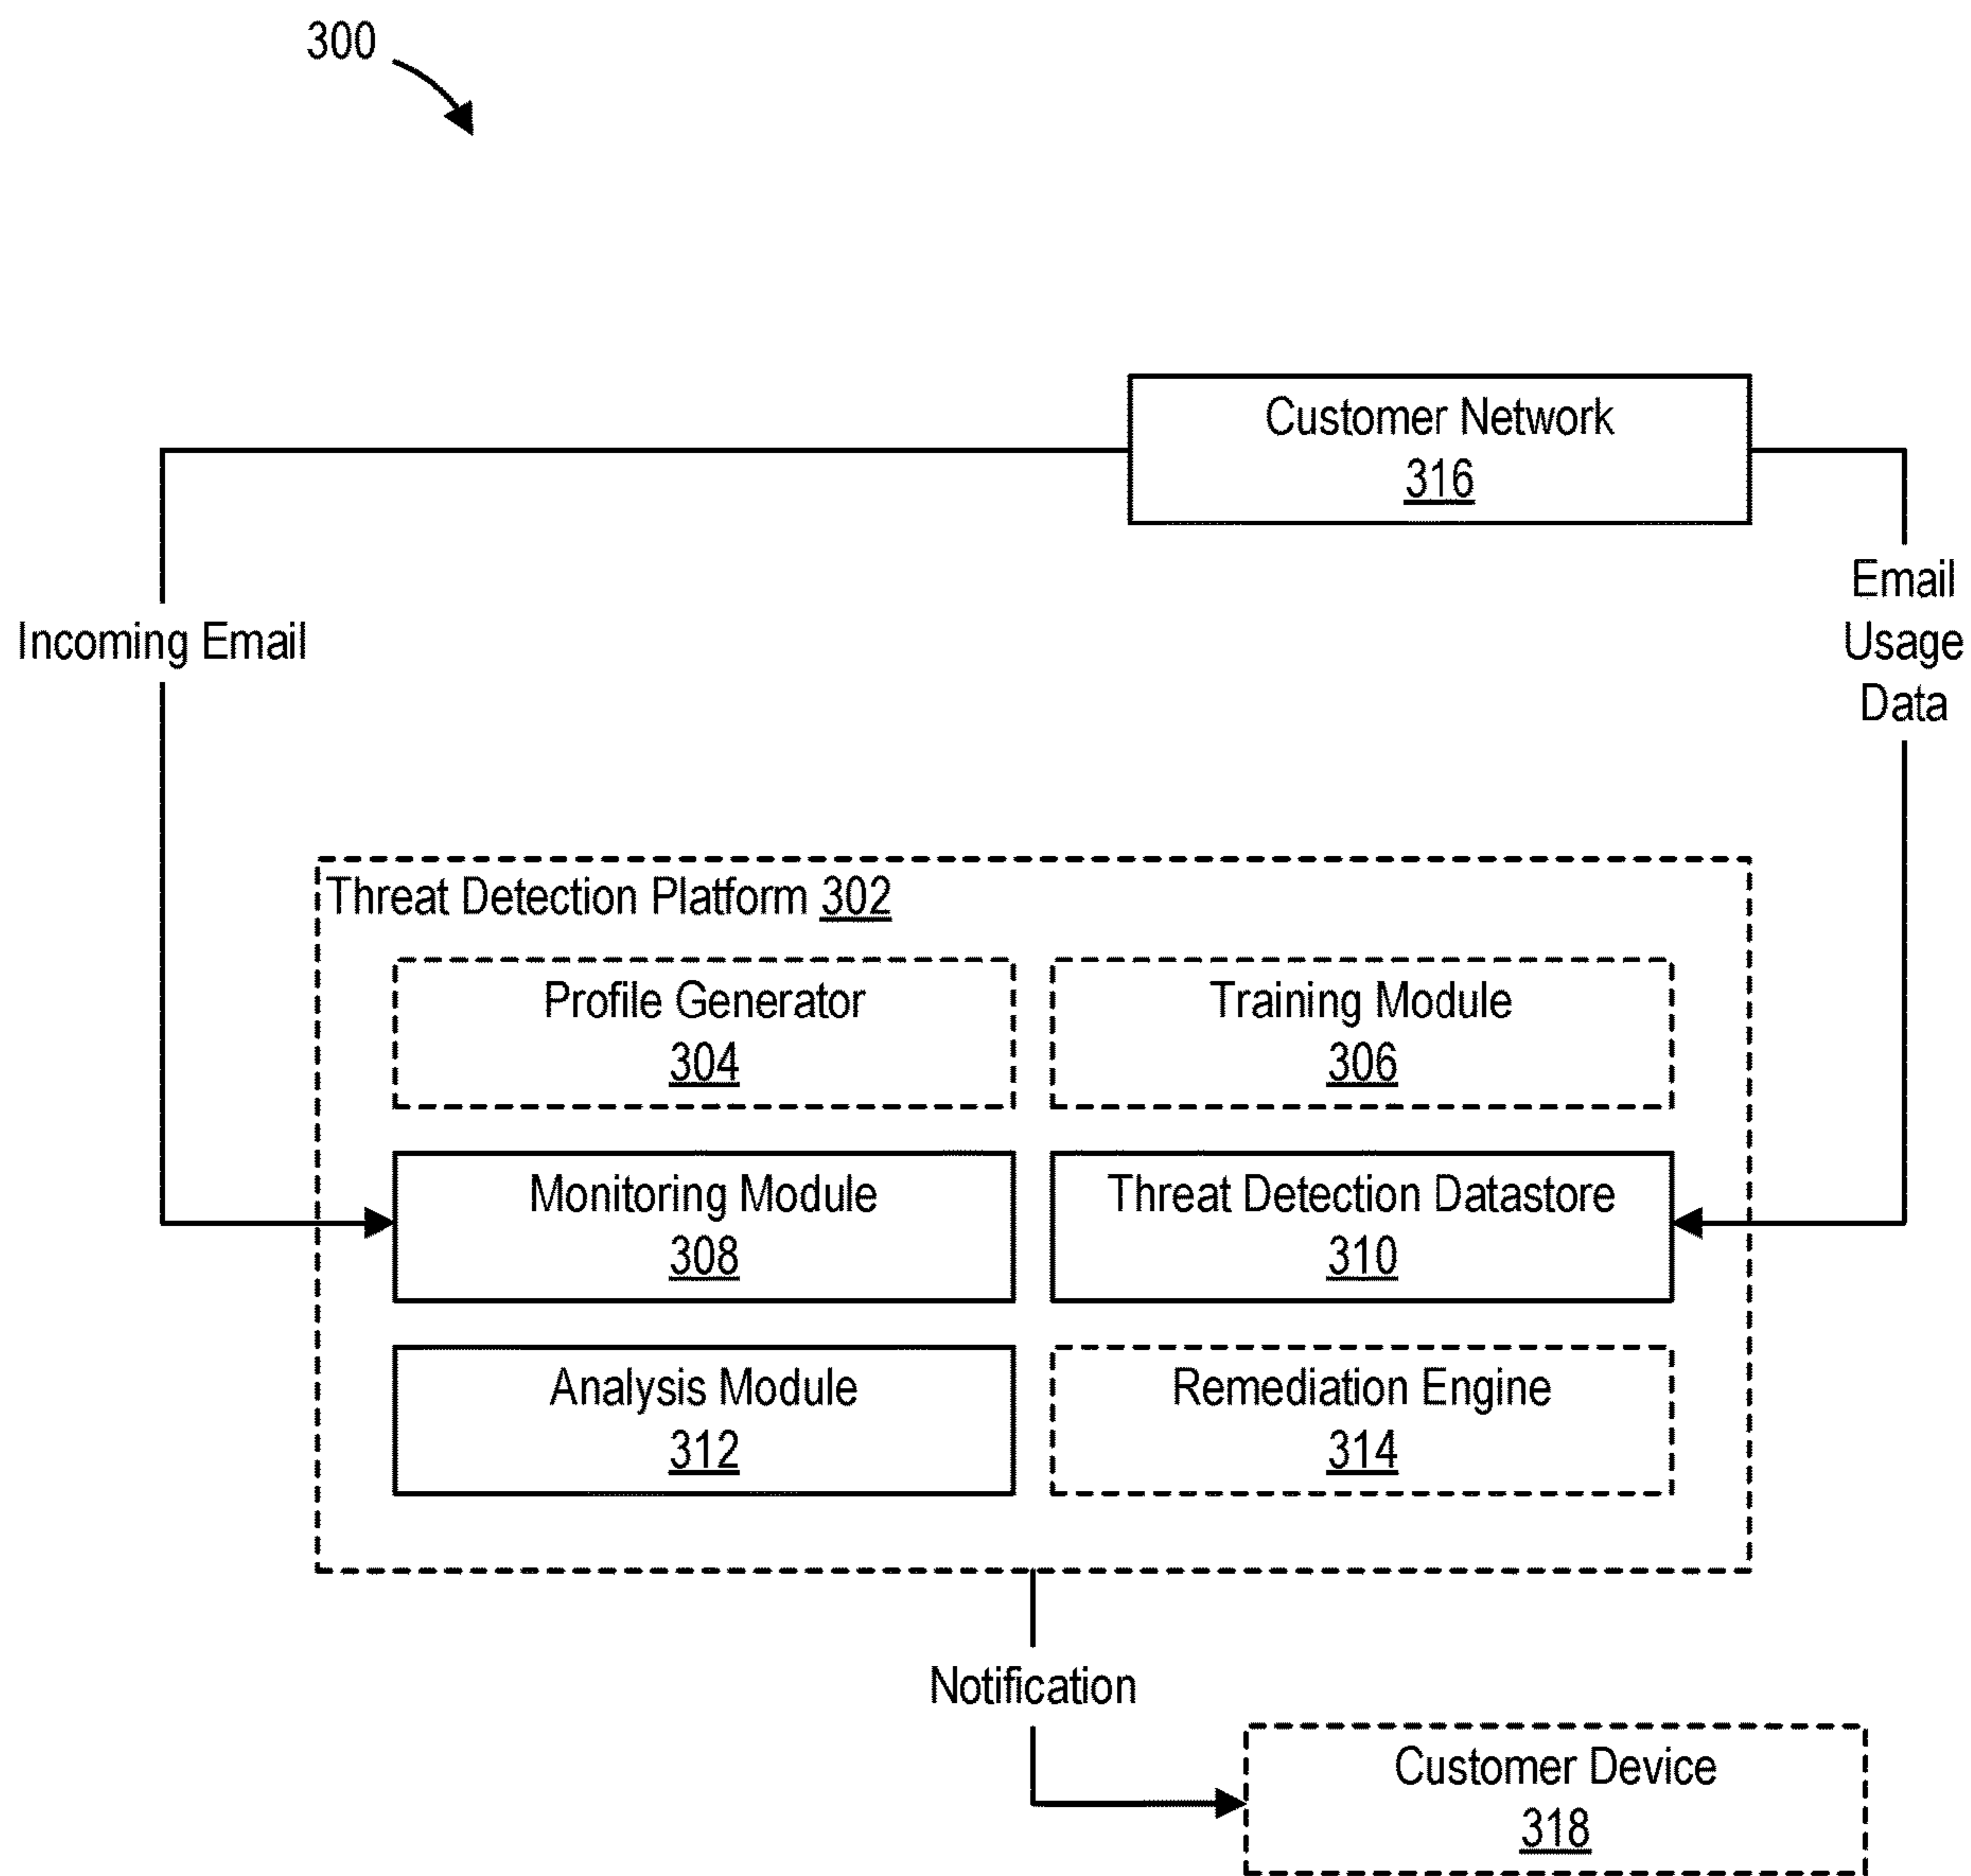 300
Customer Network
316
Incoming Email
Email
Usage
Data
Threat Detection Platform 302
Profile Generator
304
Training Module
306
Monitoring Module
308
Threat Detection Datastore
310
Analysis Module
312
Remediation Engine
314
Notification
Customer Device
318